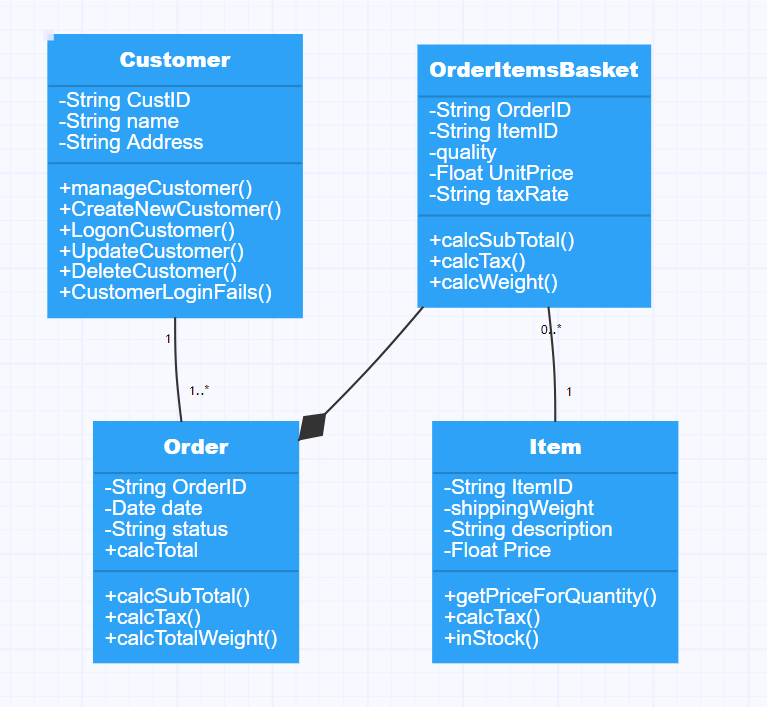 Customer
-String CustID
-String name
-String Address
+manageCustomer()
+CreateNewCustomer()
+LogonCustomer()
+UpdateCustomer()
+DeleteCustomer()
+CustomerLoginFails()
OrderItemsBasket
-String OrderID
-String ItemID
-quality
-Float UnitPrice
-String taxRate
+calcSubTotal()
+calcTax()
+calcWeight()
1
1..*
0..*
1
Order
-String OrderID
-Date date
-String status
+calcTotal
+calcSubTotal()
+calcTax()
+calcTotalWeight()
Item
-String ItemID
-shippingWeight
-String description
-Float Price
+getPriceForQuantity()
+calcTax()
+inStock()